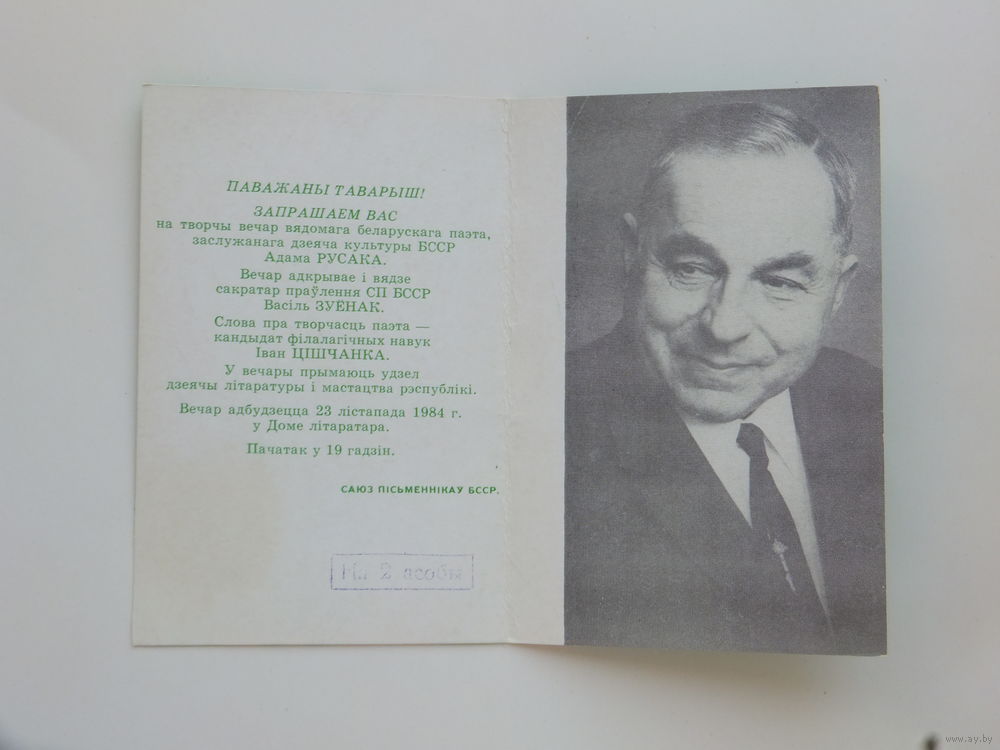 ПАВАЖАНЫ ТАВАРЫШ!
ЗАПРАШАЕМ ВАС
на творчы вечар вядомага беларускага паэта,
заслужанага дзеяча культуры БССР
Адама РУСАКА.
Вечар адкрывае і вядзе
сакратар праўлення СП БССР
Васіль ЗУЁНАК.
Слова пра творчасць паэта —
кандыдат філалагічных навук
Іван ЦІШЧАНКА.
У вечары прымаюць удзел
дзеячы літаратуры і мастацтва рэспублікі.
Вечар адбудзецца 23 лістапада 1984 г.
у Доме літаратара.
Пачатак у 19 гадзін.
САЮЗ ПІСЬМЕННІКАУ БССР.
На 2 асобы
www.ay.by